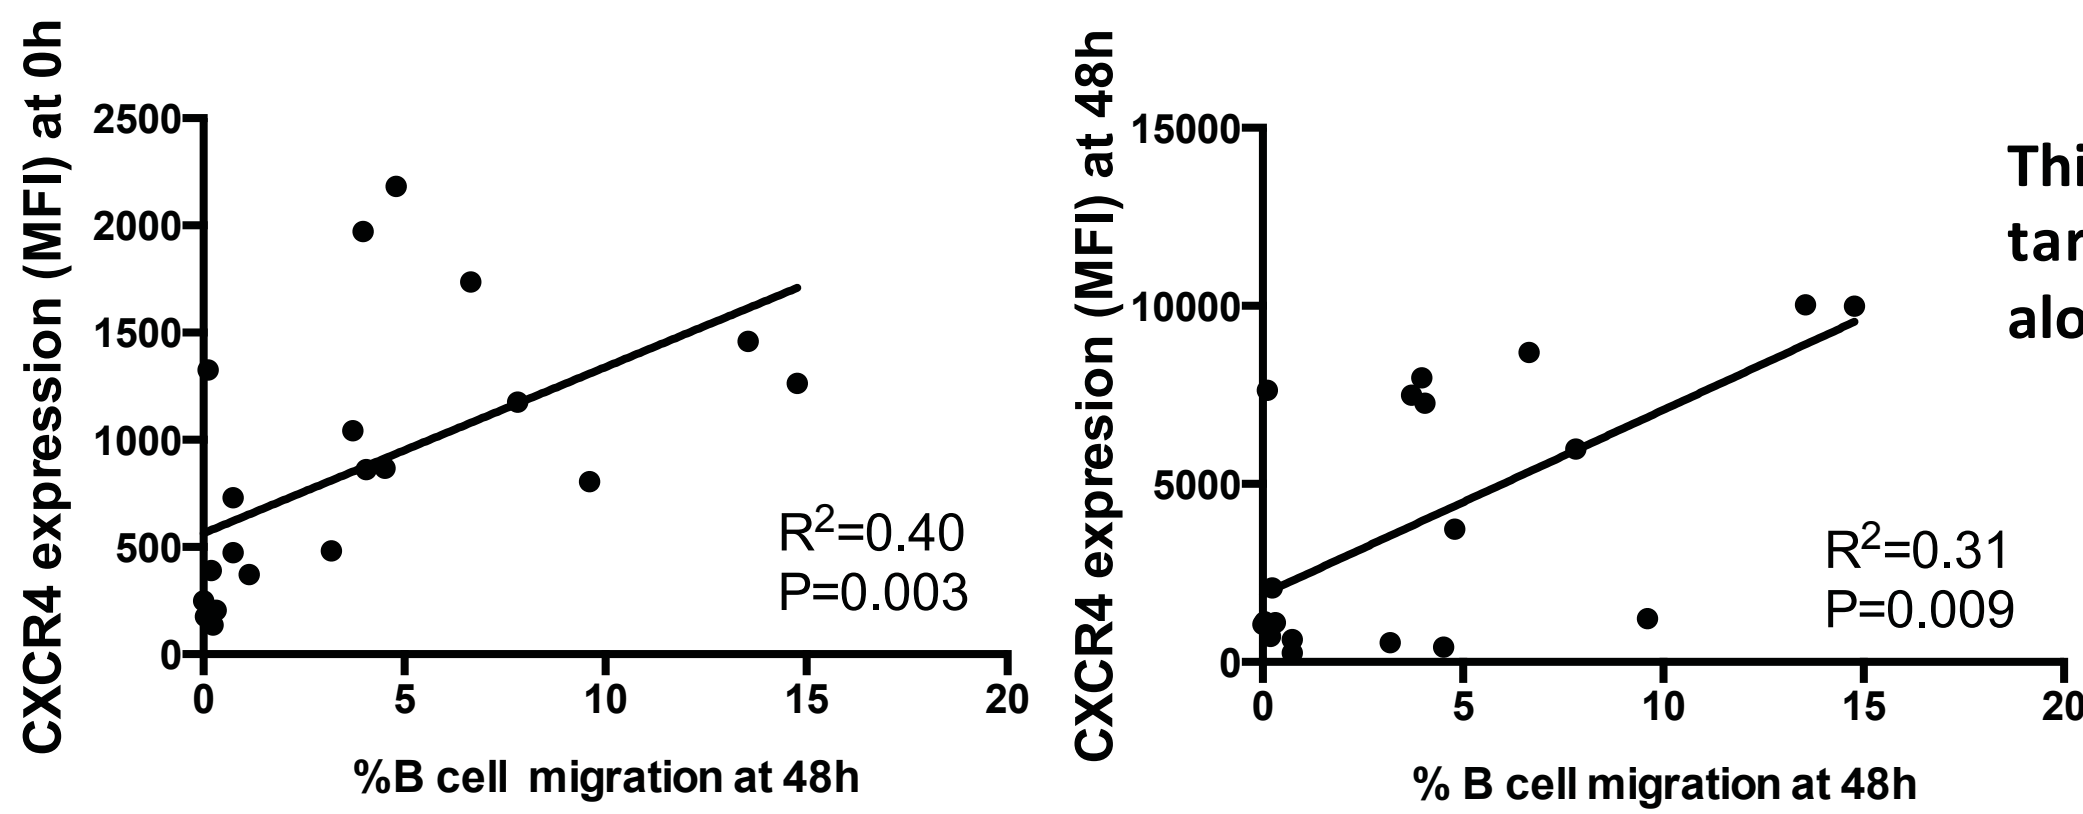 CXCR4 expression (MFI) at 0h
2500
2000
1500
1000
500
0
0 5 10 15 20
%B cell migration at 48h
R²=0.40
P=0.003
CXCR4 expresion (MFI) at 48h
15000
10000
5000
0
0 5 10 15 20
% B cell migration at 48h
R²=0.31
P=0.009
Thi
tar
alo